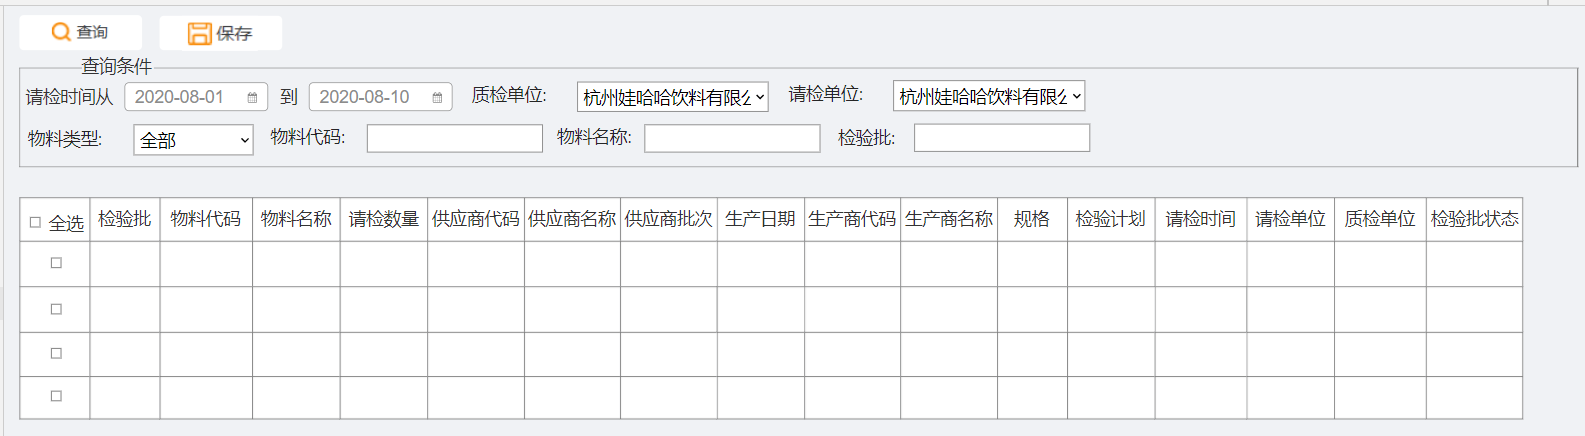 查询 保存
查询条件
请检时间从 2020-08-01 到 2020-08-10 质检单位: 杭州娃哈哈饮料有限公 请检单位: 杭州娃哈哈饮料有限公
物料类型: 全部 物料代码: 物料名称: 检验批:
全选 检验批 物料代码 物料名称 请检数量 供应商代码 供应商名称 供应商批次 生产日期 生产商代码 生产商名称 规格 检验计划 请检时间 请检单位 质检单位 检验批状态